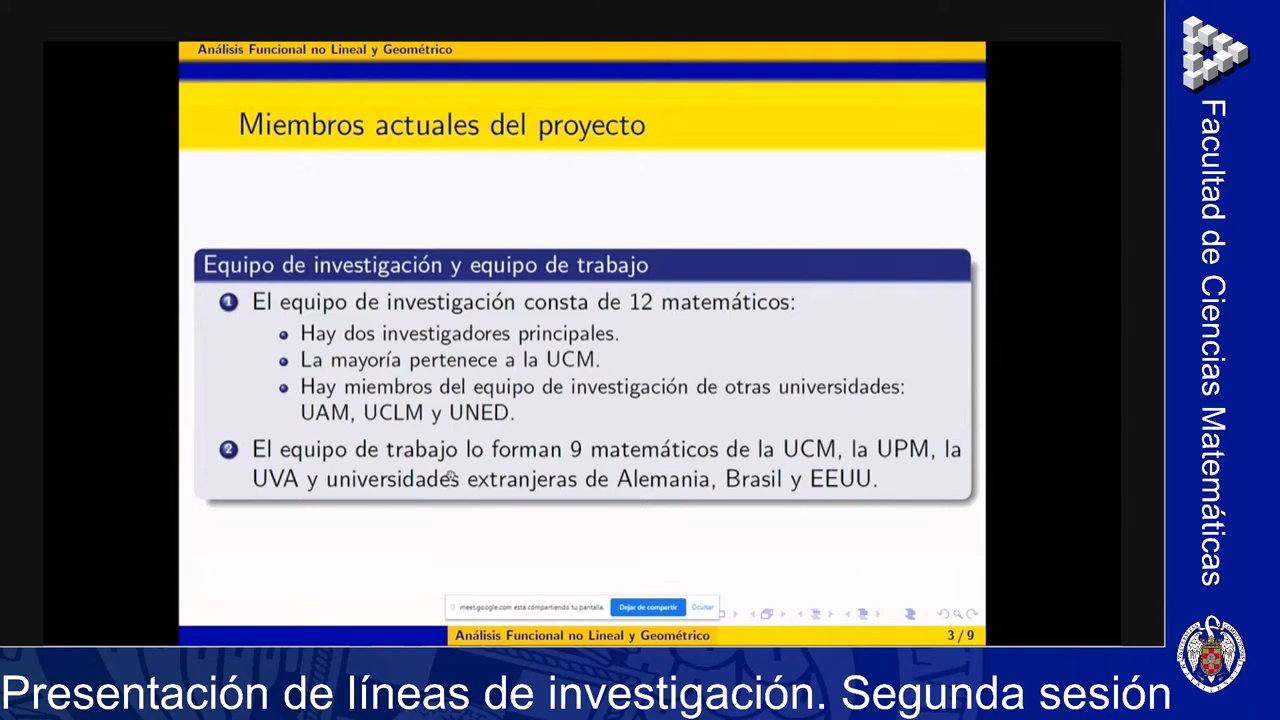 Análisis Funcional no Lineal y Geométrico
Miembros actuales del proyecto
Equipo de investigación y equipo de trabajo
1 El equipo de investigación consta de 12 matemáticos:
Hay dos investigadores principales.
La mayoría pertenece a la UCM.
Hay miembros del equipo de investigación de otras universidades:
UAM, UCLM y UNED.
2 El equipo de trabajo lo forman 9 matemáticos de la UCM, la UPM, la
UVA y universidades extranjeras de Alemania, Brasil y EEUU.
meet.google.com está compartiendo tu pantalla.
Dejar de compartir
Ocultar
Análisis Funcional no Lineal y Geométrico
3 / 9
Facultad de Ciencias Matemáticas
Presentación de líneas de investigación. Segunda sesión